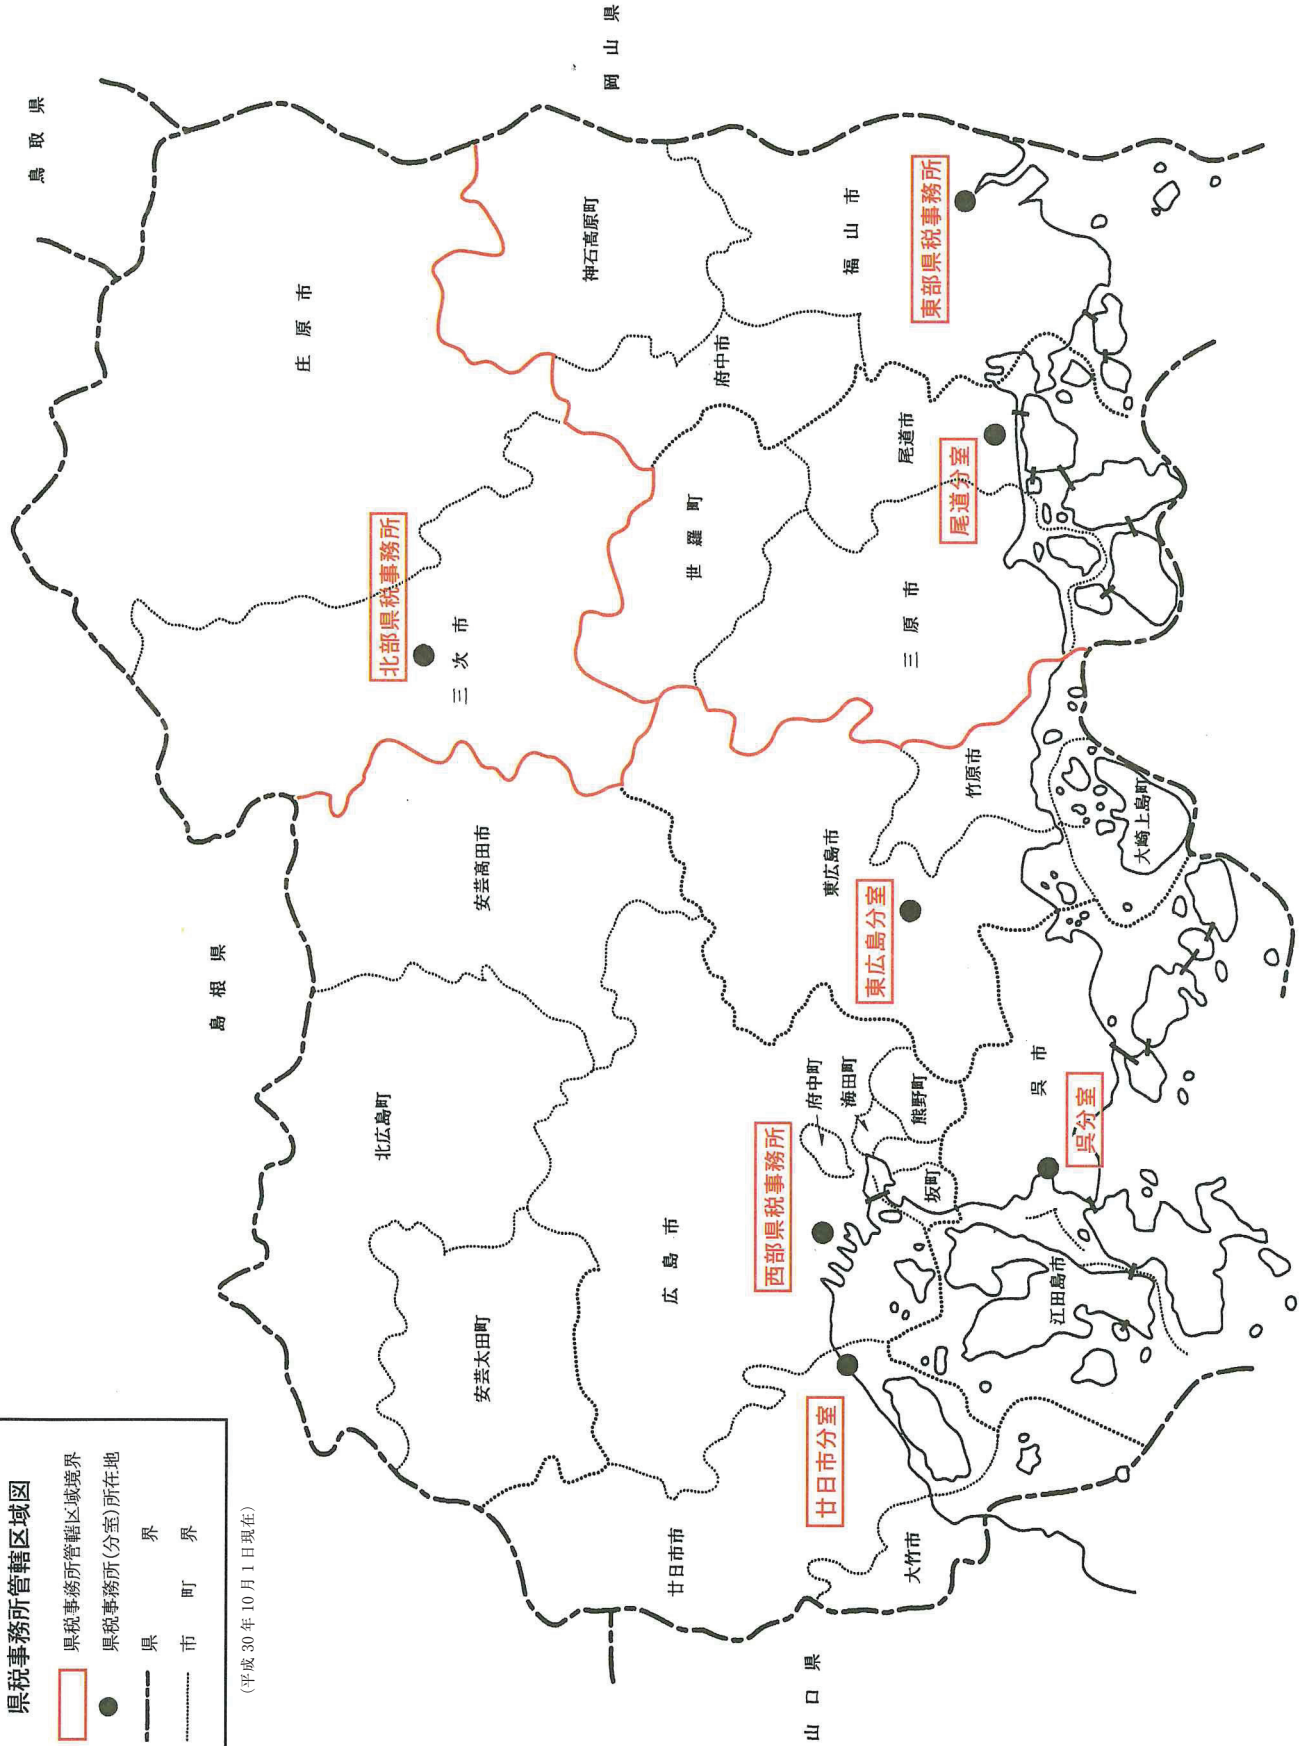 県税事務所管轄区域図
県税事務所管轄区域境界
県税事務所(分室)所在地
県界
市町界
(平成30年10月1日現在)
鳥取県
島根県
岡山県
山口県
庄原市
神石高原町
北部県税事務所
三次市
府中市
福山市
東部県税事務所
世羅町
尾道市
尾道分室
三原市
安芸高田市
竹原市
大崎上島町
東広島市
東広島分室
北広島町
府中町
海田町
熊野町
坂町
呉市
呉分室
西部県税事務所
広島市
安芸太田町
江田島市
廿日市分室
廿日市市
大竹市